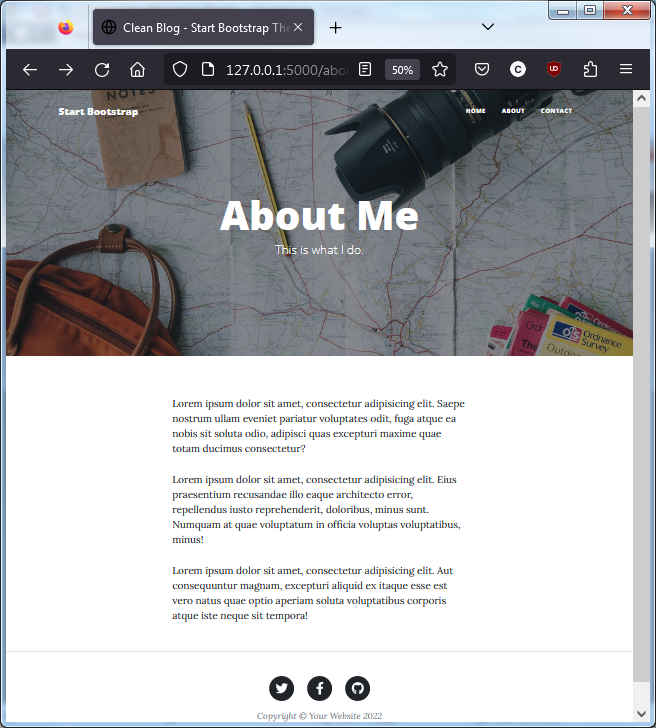 Clean Blog - Start Bootstrap The
127.0.0.1:5000/abou
50%
C
Start Bootstrap
HOME
ABOUT
CONTACT
NOTES
About Me
This is what I do.
Ordnance
Survey
Outdoo
Lorem ipsum dolor sit amet, consectetur adipisicing elit. Saepe
nostrum ullam eveniet pariatur voluptates odit, fuga atque ea
nobis sit soluta odio, adipisci quas excepturi maxime quae
totam ducimus consectetur?
Lorem ipsum dolor sit amet, consectetur adipisicing elit. Eius
praesentium recusandae illo eaque architecto error,
repellendus iusto reprehenderit, doloribus, minus sunt.
Numquam at quae voluptatum in officia voluptas voluptatibus,
minus!
Lorem ipsum dolor sit amet, consectetur adipisicing elit. Aut
consequuntur magnam, excepturi aliquid ex itaque esse est
vero natus quae optio aperiam soluta voluptatibus corporis
atque iste neque sit tempora!
Copyright © Your Website 2022